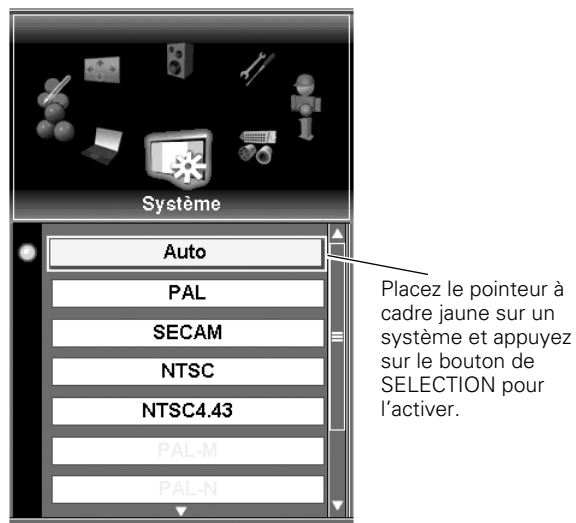 Système
Auto
PAL
SECAM
NTSC
NTSC4.43
PAL-M
PAL-N
Placez le pointeur à
cadre jaune sur un
système et appuyez
sur le bouton de
SELECTION pour
l'activer.